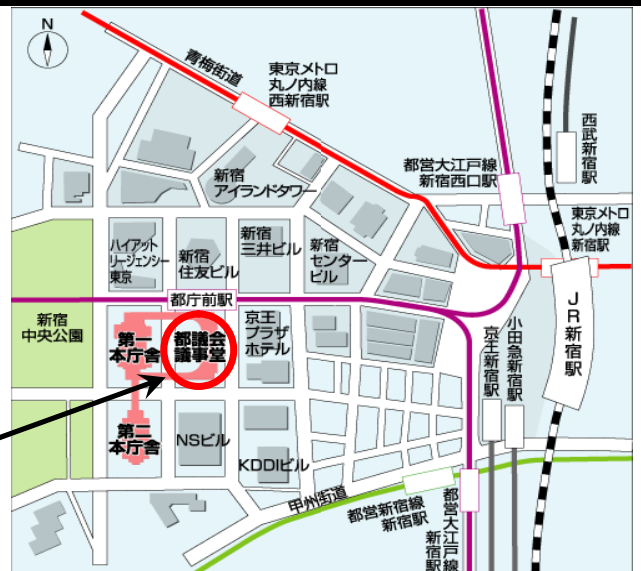 N
青梅街道
東京メトロ
丸ノ内線
西新宿駅
西武新宿駅
都営大江戸線
新宿西口駅
新宿
アイランドタワー
東京メトロ
丸ノ内線
新宿駅
ハイアット
リージェンシー
東京
新宿
住友ビル
新宿
三井ビル
新宿
センター
ビル
都庁前駅
JR新宿駅
新宿
中央公園
第一
本庁舎
都議会
議事堂
京王
プラザ
ホテル
京王新宿駅
小田急新宿駅
第二
本庁舎
NSビル
KDDIビル
甲州街道
都営新宿線
新宿駅
都営大江戸線
新宿駅